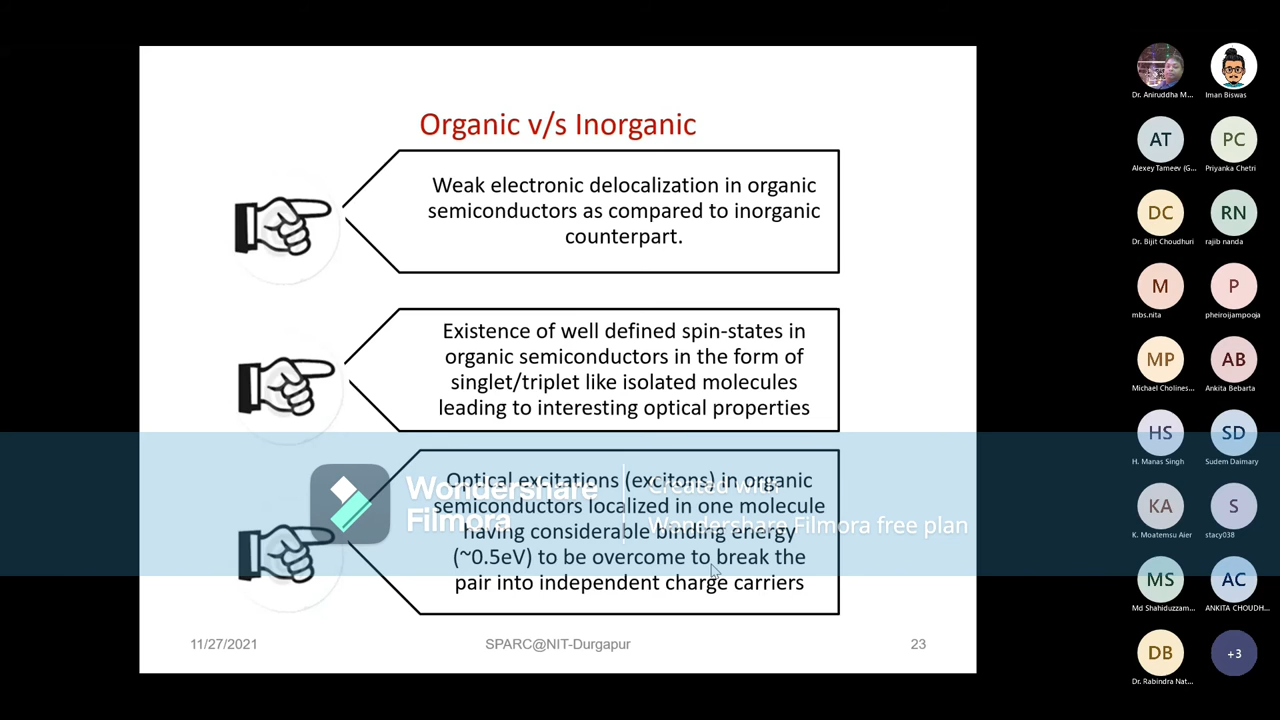 Organic v/s Inorganic
Weak electronic delocalization in organic
semiconductors as compared to inorganic
counterpart.
Existence of well defined spin-states in
organic semiconductors in the form of
singlet/triplet like isolated molecules
leading to interesting optical properties
Optical excitations (excitons) in organic
semiconductors localized in one molecule
having considerable binding energy
(~0.5eV) to be overcome to break the
pair into independent charge carriers
Wondershare
Filmora
Created with
Wondershare Filmora free plan
11/27/2021
SPARC@NIT-Durgapur
23
Dr. Aniruddha M...
Iman Biswas
AT
Alexey Tameev (G...
PC
Priyanka Chetri
DC
Dr. Bijit Choudhuri
RN
rajib nanda
M
mbs.nita
P
pheiroijampooja
MP
Michael Cholines...
AB
Ankita Bebarta
HS
H. Manas Singh
SD
Sudem Daimary
KA
K. Moatemsu Aier
S
stacy038
MS
Md Shahiduzzam...
AC
ANKITA CHOUDH...
DB
Dr. Rabindra Nat...
+3